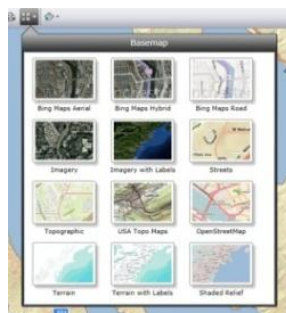 Basemap
Bing Maps Aerial
Bing Maps Hybrid
Bing Maps Road
Imagery
Imagery with Labels
Streets
Topographic
USA Topo Maps
OpenStreetMap
Terrain
Terrain with Labels
Shaded Relief